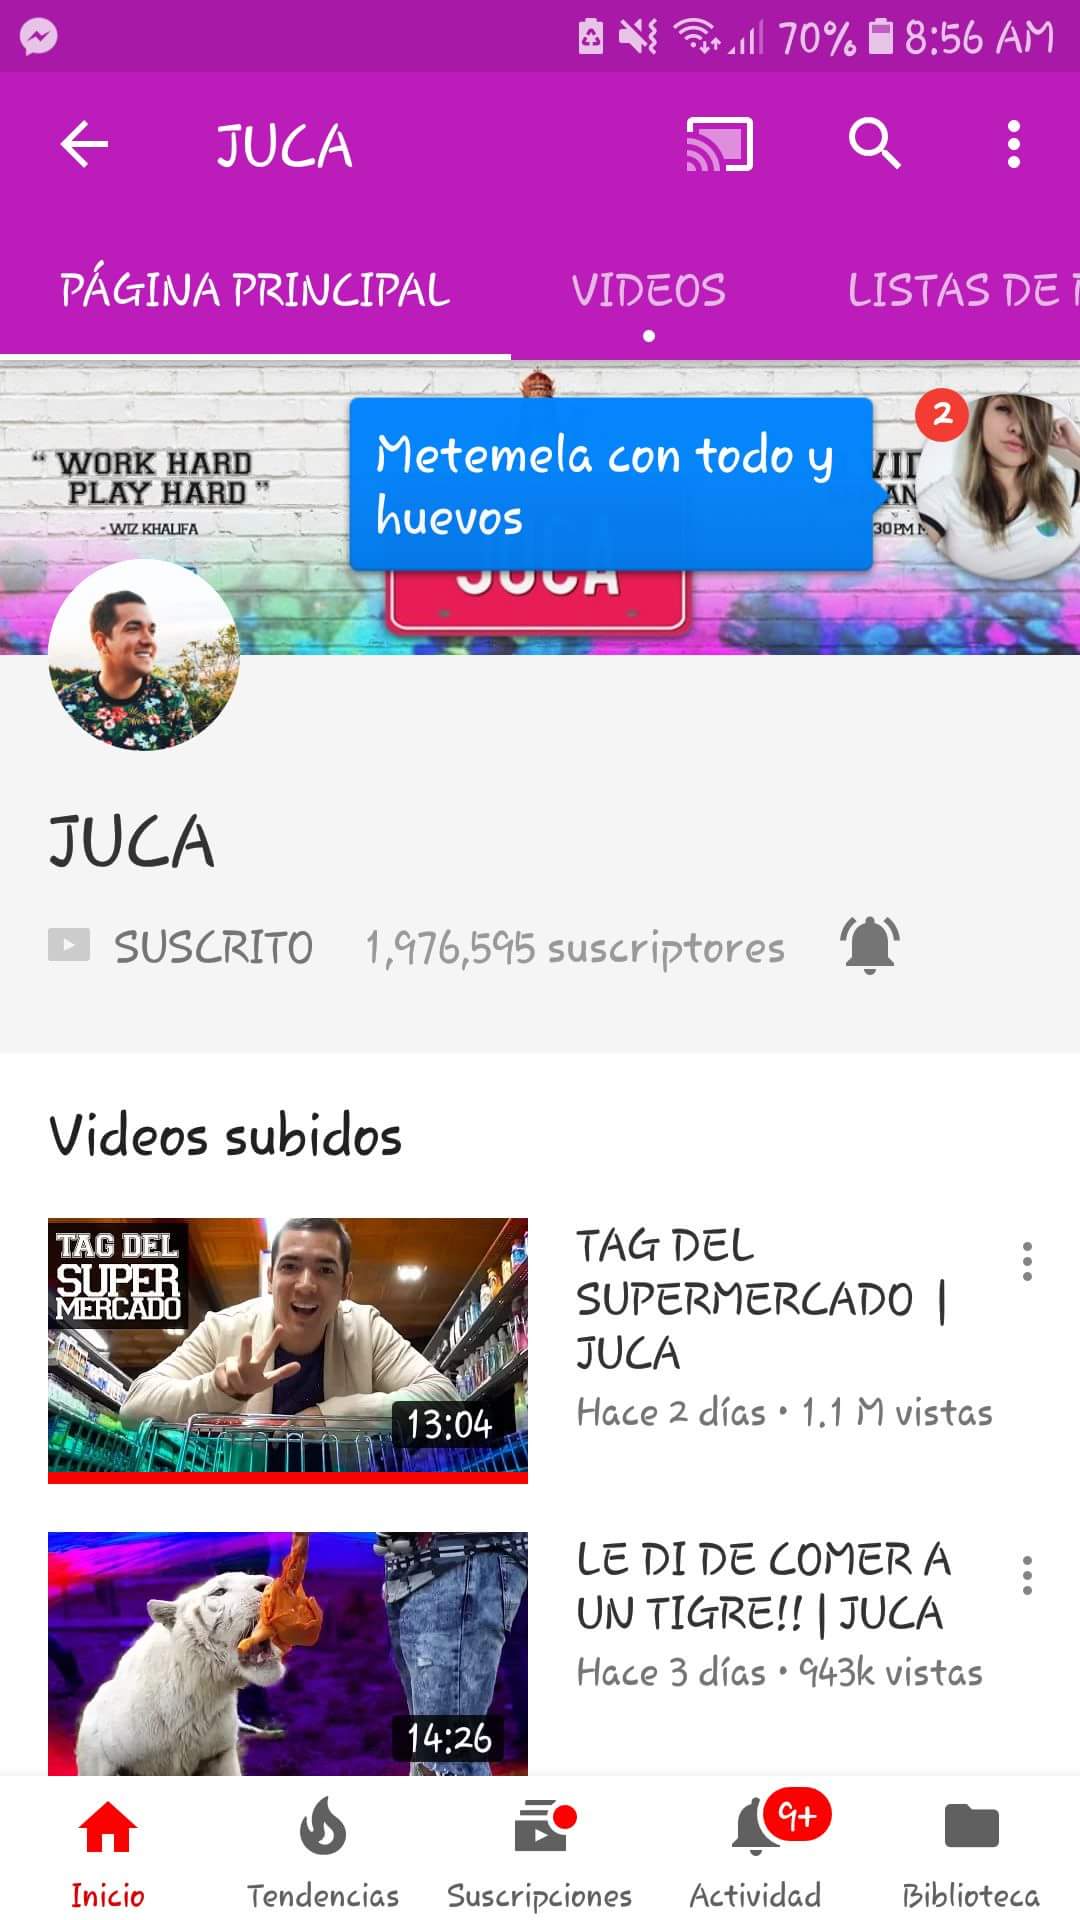 70% 8:56 AM
JUCA
PÁGINA PRINCIPAL VIDEOS LISTAS DE
2
Metemela con todo y
huevos
“ WORK HARD
PLAY HARD ”
- WIZ KHALIFA
30 PM
JUCA
JUCA
SUSCRITO 1,976,595 suscriptores
Videos subidos
TAG DEL
SUPER
MERCADO
13:04
TAG DEL
SUPERMERCADO |
JUCA
Hace 2 días • 1.1 M vistas
14:26
LE DI DE COMER A
UN TIGRE!! | JUCA
Hace 3 días • 943k vistas
9+
Inicio Tendencias Suscripciones Actividad Biblioteca